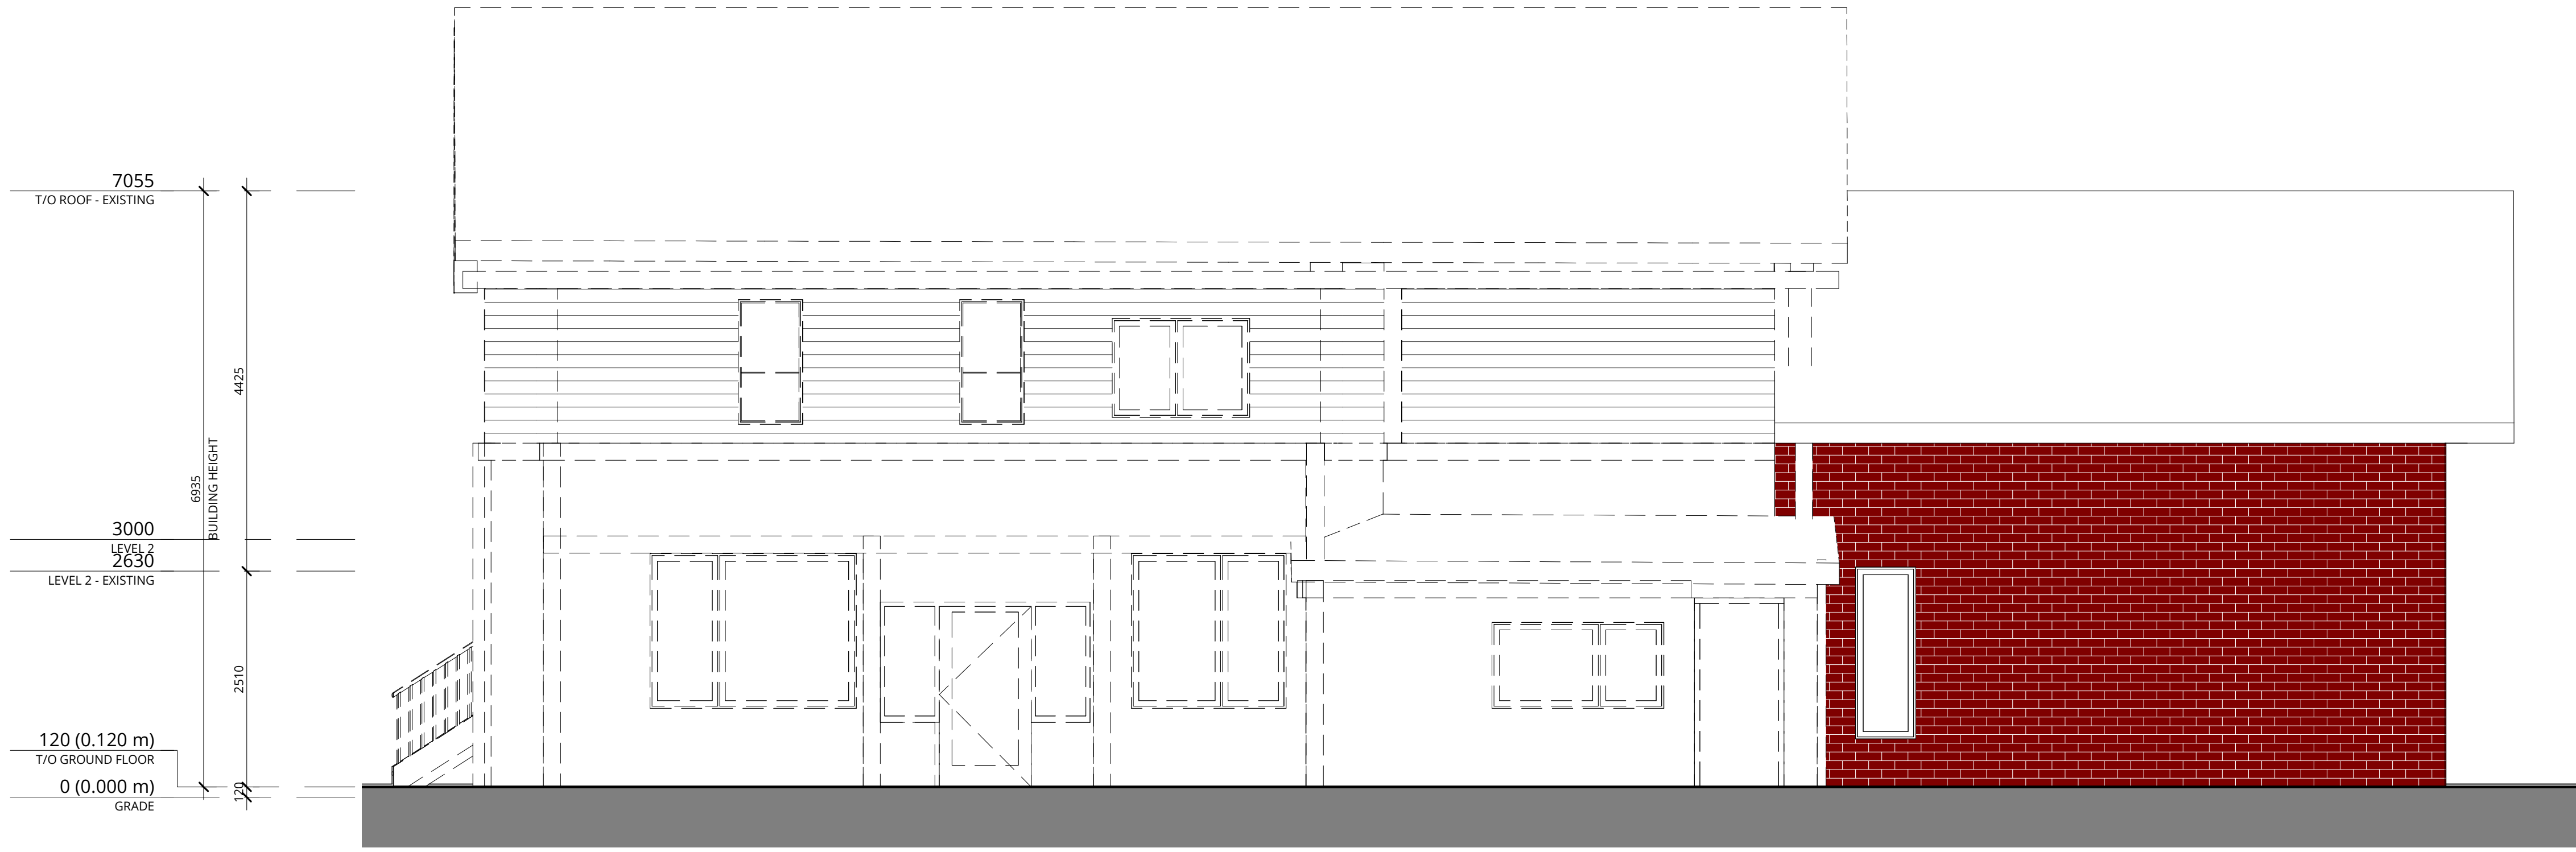 7055
T/O ROOF - EXISTING
4425
6935
BUILDING HEIGHT
3000
LEVEL 2
2630
LEVEL 2 - EXISTING
2510
120 (0.120 m)
T/O GROUND FLOOR
0 (0.000 m)
GRADE
120